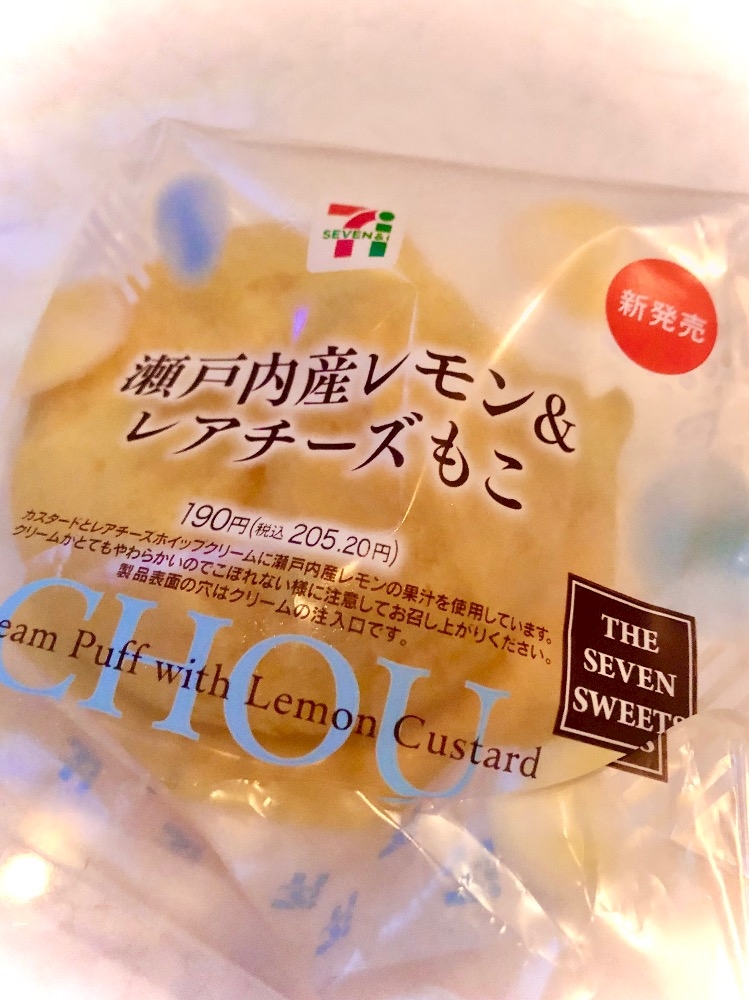 SEVEN & i
新発売
瀬戸内産レモン&
レアチーズもこ
190円(税込 205.20円)
カスタードとレアチーズホイップクリームに瀬戸内産レモンの果汁を使用しています。
クリームがとてもやわらかいのでこぼれない様に注意してお召し上がりください。
製品表面の穴はクリームの注入口です。
CHOU
eam Puff with Lemon Custard
THE
SEVEN
SWEETS